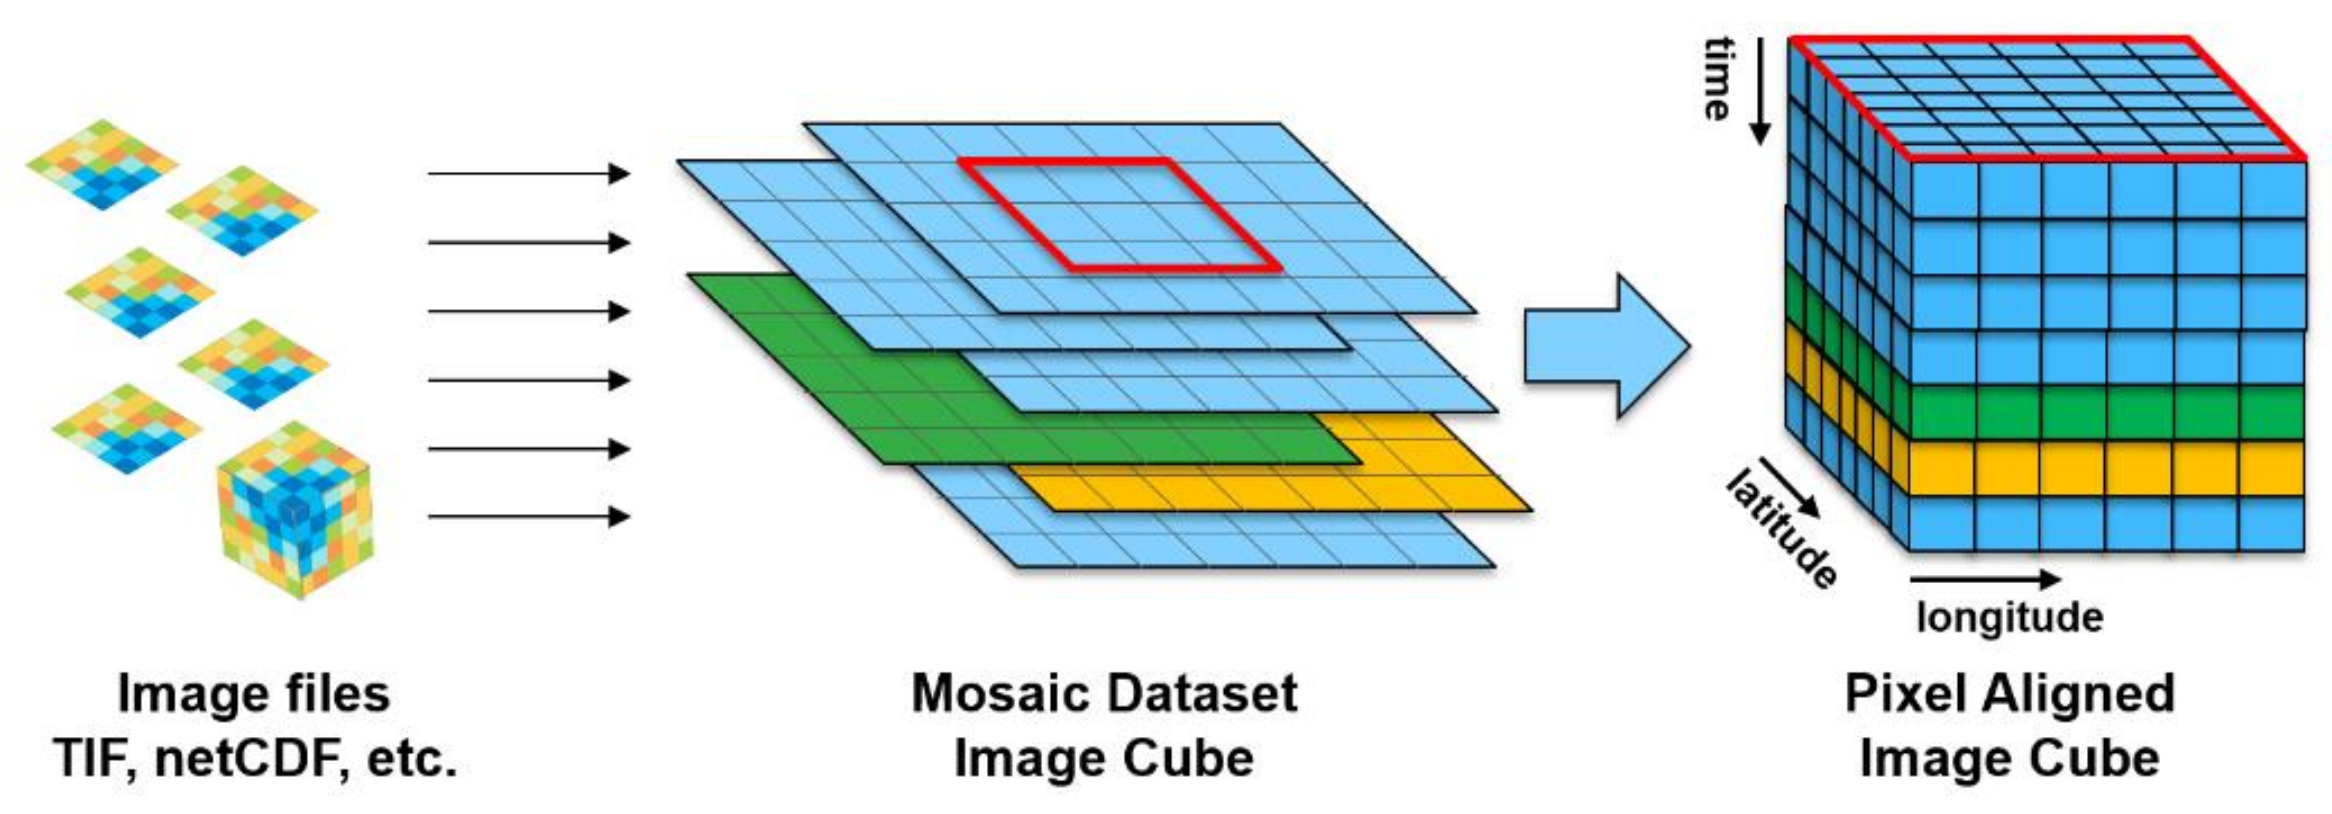 Image files
TIF, netCDF, etc.
Mosaic Dataset
Image Cube
time
latitude
longitude
Pixel Aligned
Image Cube